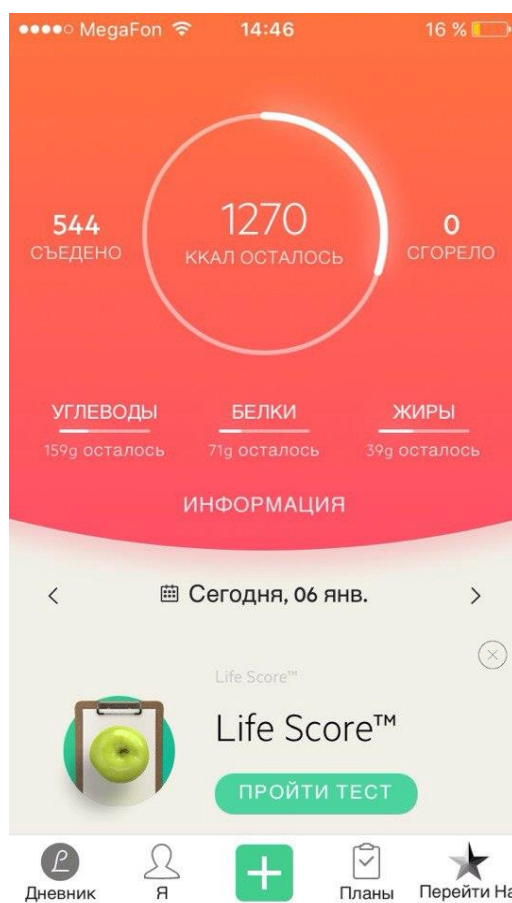 MegaFon 14:46 16 %
1270
544 0
СЪЕДЕНО ККАЛ ОСТАЛОСЬ СГОРЕЛО
УГЛЕВОДЫ БЕЛКИ ЖИРЫ
159g осталось 71g осталось 39g осталось
ИНФОРМАЦИЯ
< Сегодня, 06 янв. >
Life Score™
Life Score™
ПРОЙТИ ТЕСТ
Дневник Я Планы Перейти На